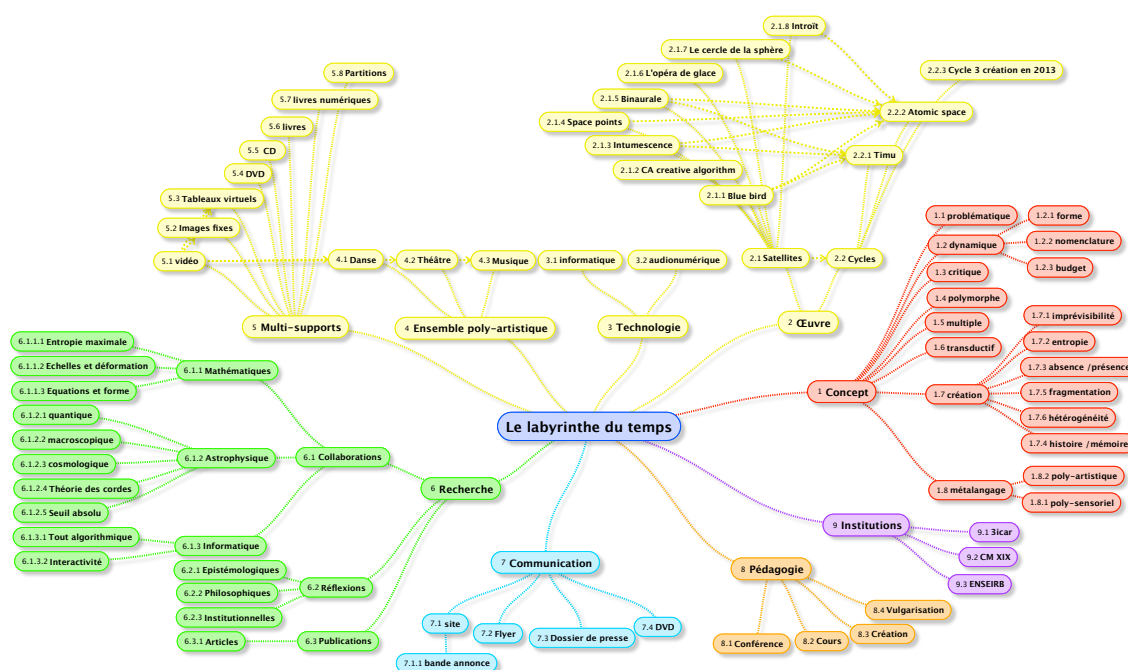 Le labyrinthe du temps
1 Concept
1.1 problématique
1.2 dynamique
1.2.1 forme
1.2.2 nomenclature
1.2.3 budget
1.3 critique
1.4 polymorphe
1.5 multiple
1.6 transductif
1.7 création
1.7.1 imprévisibilité
1.7.2 entropie
1.7.3 absence /présence
1.7.5 fragmentation
1.7.6 hétérogénéité
1.7.4 histoire /mémoire
1.8 métalangage
1.8.2 poly-artistique
1.8.1 poly-sensoriel
2 Œuvre
2.1 Satellites
2.1.8 Introït
2.1.7 Le cercle de la sphère
2.1.6 L'opéra de glace
2.1.5 Binaurale
2.1.4 Space points
2.1.3 Intumescence
2.1.2 CA creative algorithm
2.1.1 Blue bird
2.2 Cycles
2.2.3 Cycle 3 création en 2013
2.2.2 Atomic space
2.2.1 Timu
3 Technologie
3.1 informatique
3.2 audionumérique
4 Ensemble poly-artistique
4.1 Danse
4.2 Théâtre
4.3 Musique
5 Multi-supports
5.8 Partitions
5.7 livres numériques
5.6 livres
5.5 CD
5.4 DVD
5.3 Tableaux virtuels
5.2 Images fixes
5.1 vidéo
6 Recherche
6.1 Collaborations
6.1.1 Mathématiques
6.1.1.1 Entropie maximale
6.1.1.2 Echelles et déformation
6.1.1.3 Equations et forme
6.1.2 Astrophysique
6.1.2.1 quantique
6.1.2.2 macroscopique
6.1.2.3 cosmologique
6.1.2.4 Théorie des cordes
6.1.2.5 Seuil absolu
6.1.3 Informatique
6.1.3.1 Tout algorithmique
6.1.3.2 Interactivité
6.2 Réflexions
6.2.1 Epistémologiques
6.2.2 Philosophiques
6.2.3 Institutionnelles
6.3 Publications
6.3.1 Articles
7 Communication
7.1 site
7.1.1 bande annonce
7.2 Flyer
7.3 Dossier de presse
7.4 DVD
8 Pédagogie
8.1 Conférence
8.2 Cours
8.3 Création
8.4 Vulgarisation
9 Institutions
9.1 3icar
9.2 CM XIX
9.3 ENSEIRB